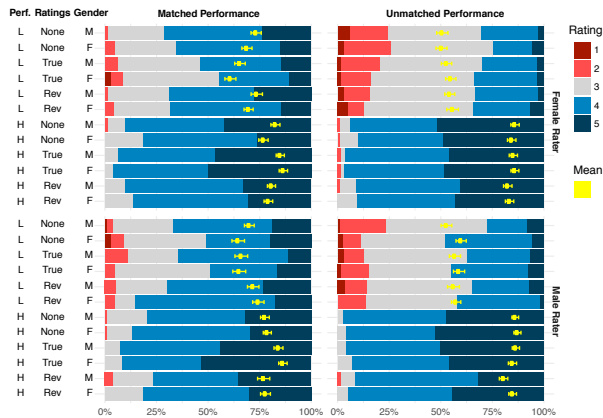 Perf. Ratings Gender Matched Performance Unmatched Performance Rating
L None M
L None F
L True M
L True F
L Rev M
L Rev F
H None M
H None F
H True M
H True F
H Rev M
H Rev F
Female Rater
1
2
3
4
5
Mean
L None M
L None F
L True M
L True F
L Rev M
L Rev F
H None M
H None F
H True M
H True F
H Rev M
H Rev F
Male Rater
0% 25% 50% 75% 100% 0% 25% 50% 75% 100%